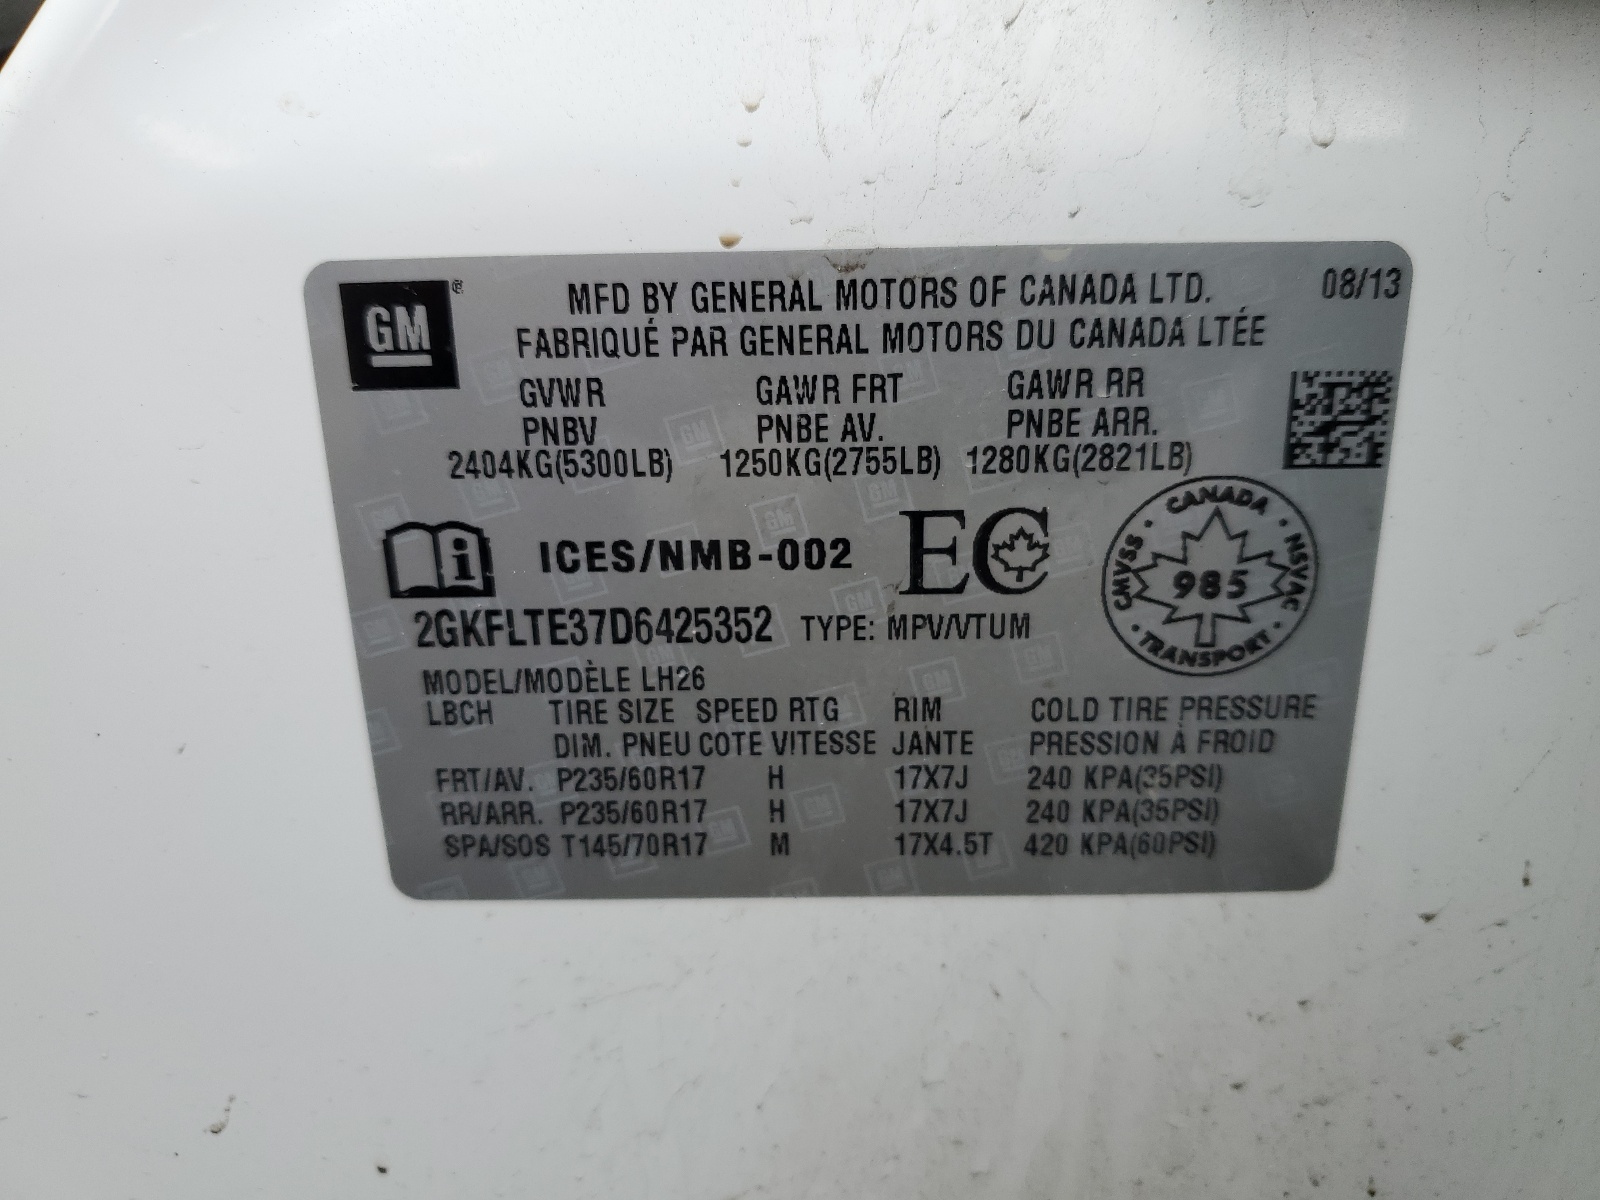 GM
MFD BY GENERAL MOTORS OF CANADA LTD. 08/13
FABRIQUÉ PAR GENERAL MOTORS DU CANADA LTÉE
GVWR GAWR FRT GAWR RR
PNBV PNBE AV. PNBE ARR.
2404KG(5300LB) 1250KG(2755LB) 1280KG(2821LB)
i ICES/NMB-002 EC
CANADA · NSVAC · TRANSPORT · CMVSS ·
985
2GKFLTE37D6425352 TYPE: MPV/VTUM
MODEL/MODÈLE LH26
LBCH TIRE SIZE SPEED RTG RIM COLD TIRE PRESSURE
DIM. PNEU COTE VITESSE JANTE PRESSION À FROID
FRT/AV. P235/60R17 H 17X7J 240 KPA(35PSI)
RR/ARR. P235/60R17 H 17X7J 240 KPA(35PSI)
SPA/SOS T145/70R17 M 17X4.5T 420 KPA(60PSI)